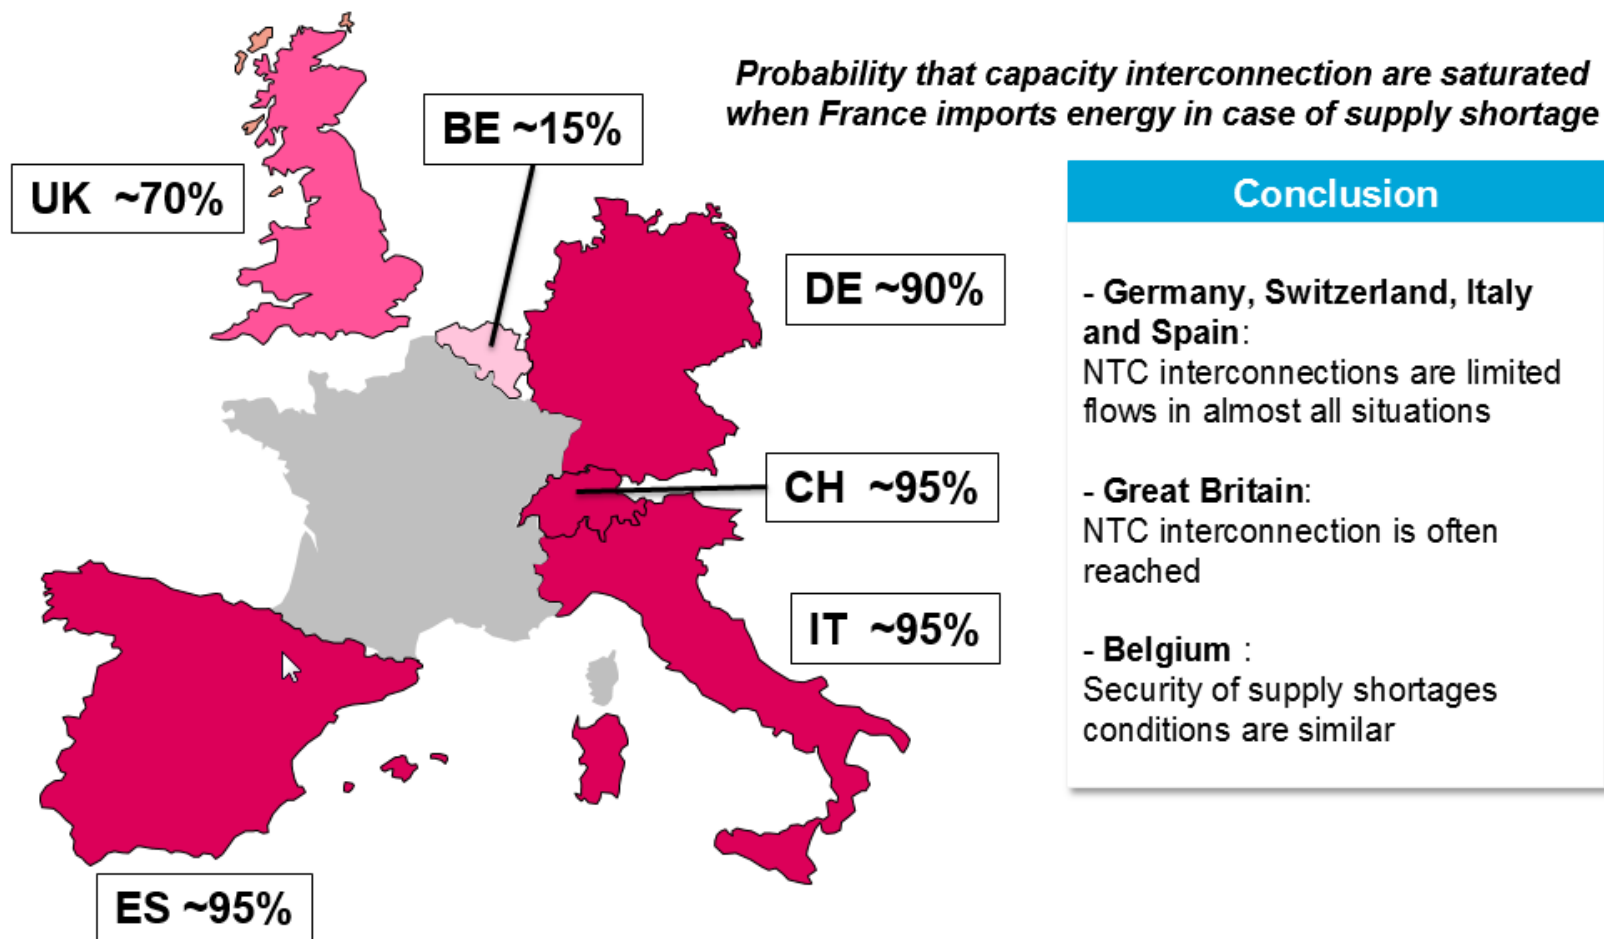 Probability that capacity interconnection are saturated
when France imports energy in case of supply shortage
BE ~15%
UK ~70%
DE ~90%
CH ~95%
IT ~95%
ES ~95%
Conclusion
- Germany, Switzerland, Italy
and Spain:
NTC interconnections are limited
flows in almost all situations
- Great Britain:
NTC interconnection is often
reached
- Belgium :
Security of supply shortages
conditions are similar